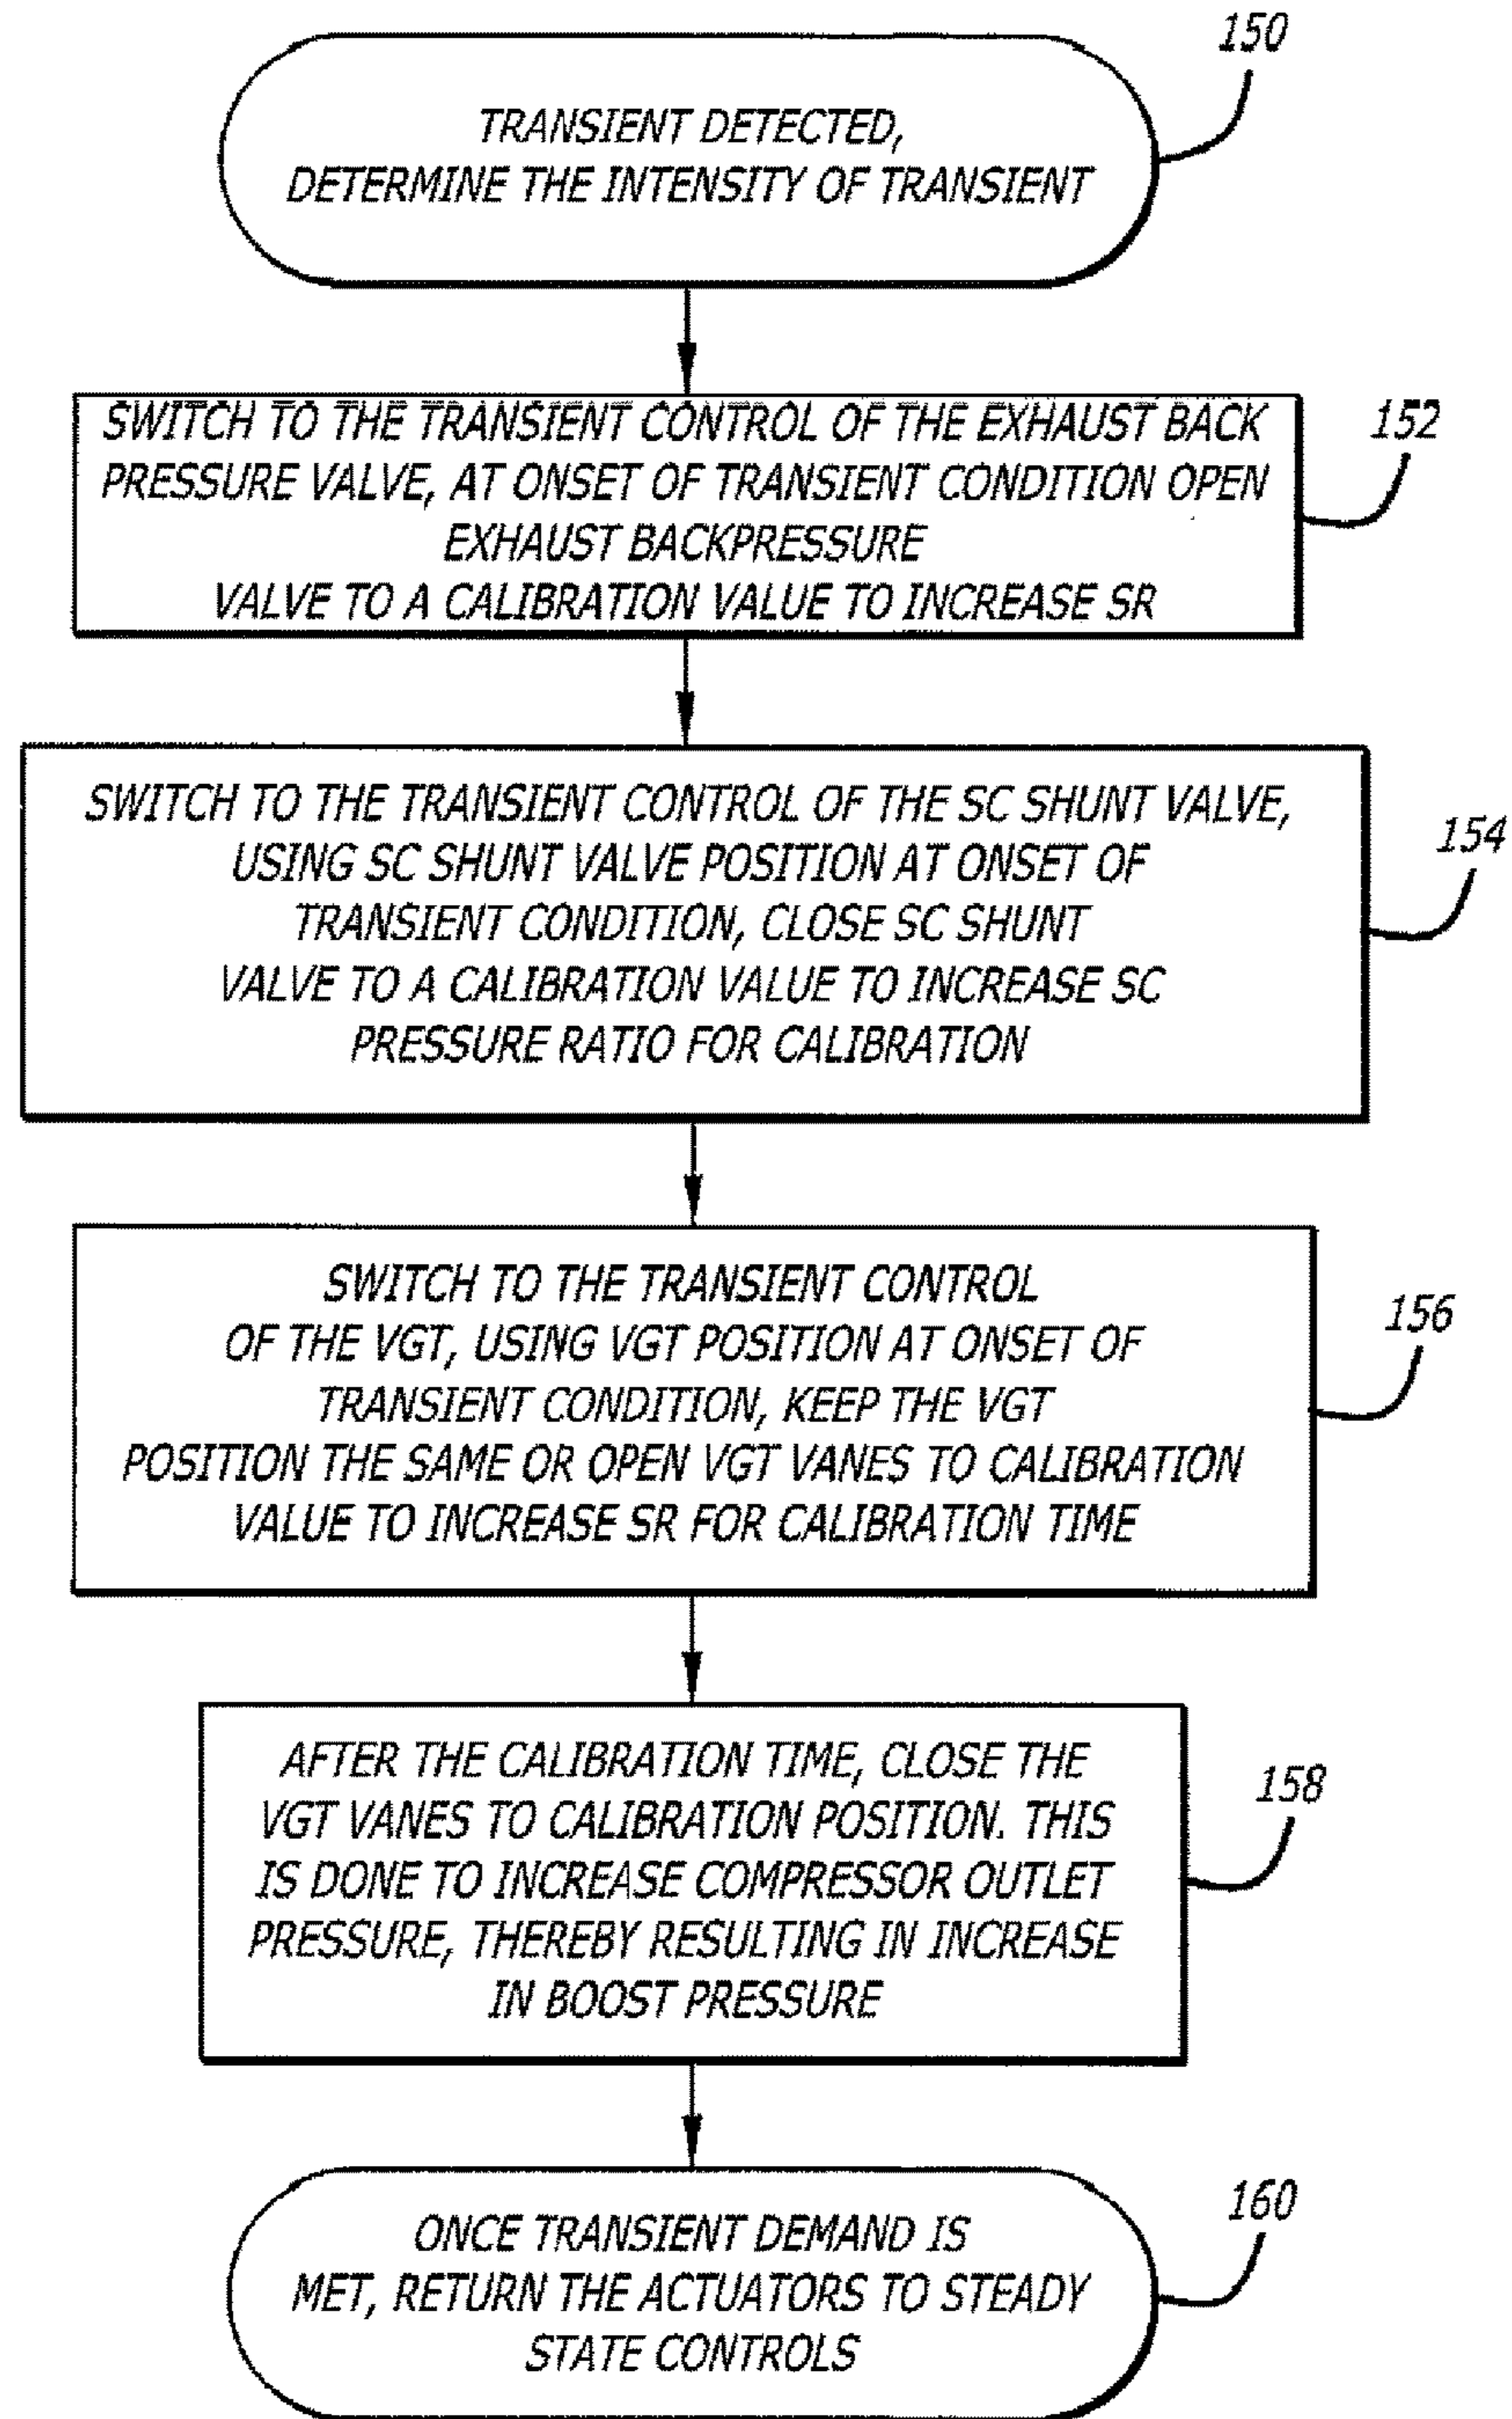 150
TRANSIENT DETECTED,
DETERMINE THE INTENSITY OF TRANSIENT
SWITCH TO THE TRANSIENT CONTROL OF THE EXHAUST BACK
PRESSURE VALVE, AT ONSET OF TRANSIENT CONDITION OPEN
EXHAUST BACKPRESSURE
VALVE TO A CALIBRATION VALUE TO INCREASE SR
152
SWITCH TO THE TRANSIENT CONTROL OF THE SC SHUNT VALVE,
USING SC SHUNT VALVE POSITION AT ONSET OF
TRANSIENT CONDITION, CLOSE SC SHUNT
VALVE TO A CALIBRATION VALUE TO INCREASE SC
PRESSURE RATIO FOR CALIBRATION
154
SWITCH TO THE TRANSIENT CONTROL
OF THE VGT, USING VGT POSITION AT ONSET OF
TRANSIENT CONDITION, KEEP THE VGT
POSITION THE SAME OR OPEN VGT VANES TO CALIBRATION
VALUE TO INCREASE SR FOR CALIBRATION TIME
156
AFTER THE CALIBRATION TIME, CLOSE THE
VGT VANES TO CALIBRATION POSITION. THIS
IS DONE TO INCREASE COMPRESSOR OUTLET
PRESSURE, THEREBY RESULTING IN INCREASE
IN BOOST PRESSURE
158
ONCE TRANSIENT DEMAND IS
MET, RETURN THE ACTUATORS TO STEADY
STATE CONTROLS
160